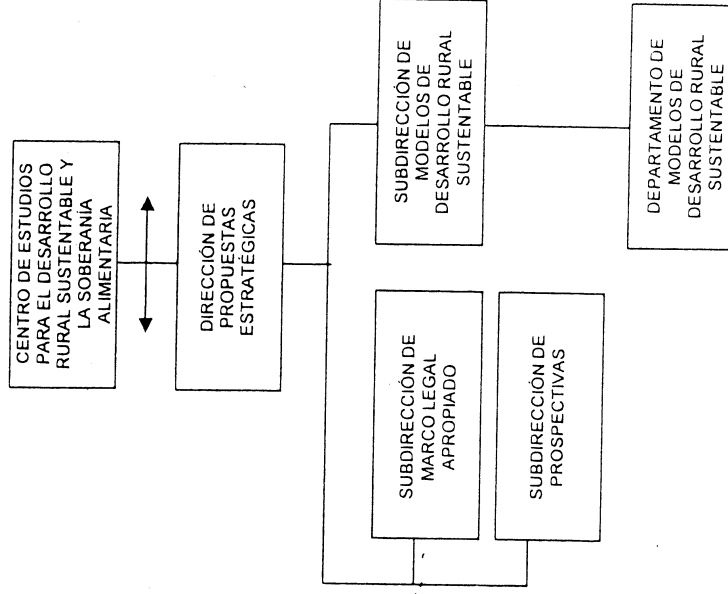 CENTRO DE ESTUDIOS
PARA EL DESARROLLO
RURAL SUSTENTABLE Y
LA SOBERANÍA
ALIMENTARIA
DIRECCIÓN DE
PROPUESTAS
ESTRATÉGICAS
SUBDIRECCIÓN DE
MARCO LEGAL
APROPIADO
SUBDIRECCIÓN DE
PROSPECTIVAS
SUBDIRECCIÓN DE
MODELOS DE
DESARROLLO RURAL
SUSTENTABLE
DEPARTAMENTO DE
MODELOS DE
DESARROLLO RURAL
SUSTENTABLE